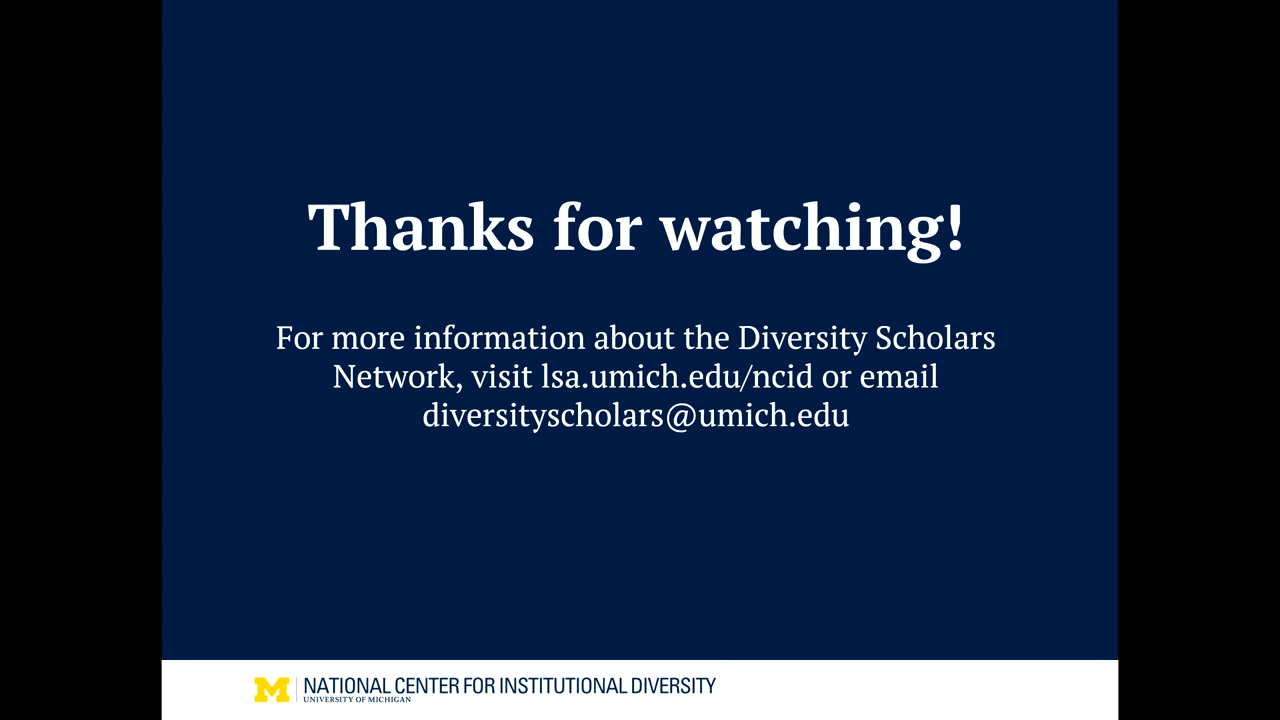 Thanks for watching!
For more information about the Diversity Scholars
Network, visit lsa.umich.edu/ncid or email
diversityscholars@umich.edu
M
NATIONAL CENTER FOR INSTITUTIONAL DIVERSITY
UNIVERSITY OF MICHIGAN